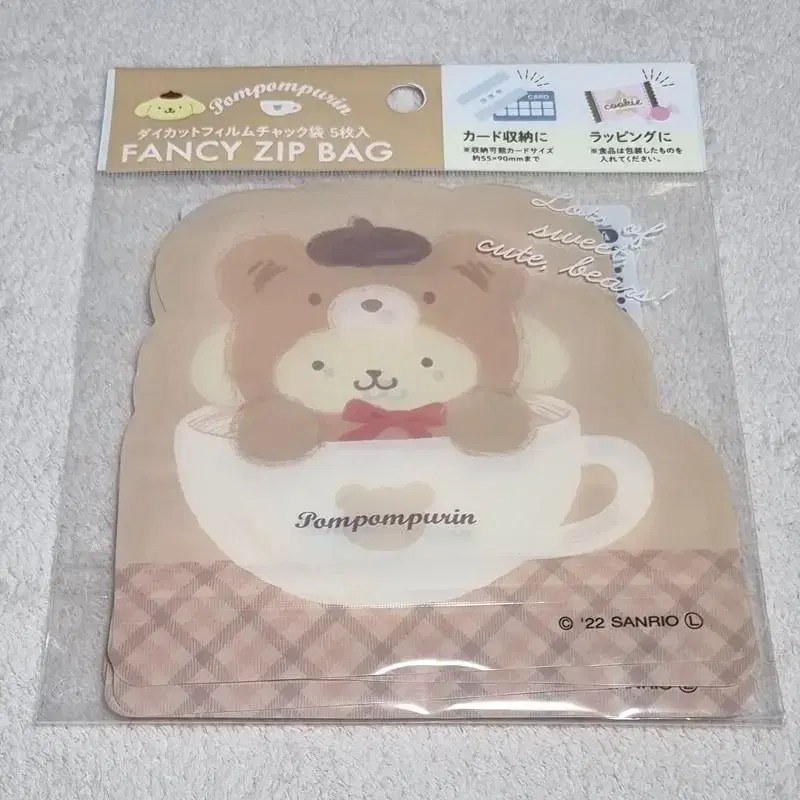 Pompompurin
ダイカットフィルムチャック袋 5枚入
FANCY ZIP BAG
CARD
カード収納に
※収納可能カードサイズ
約55×90mmまで
cookie
ラッピングに
※食品は包装したものを
入れてください。
Lots of
sweet,
cute, bears!
Pompompurin
© '22 SANRIO Ⓛ